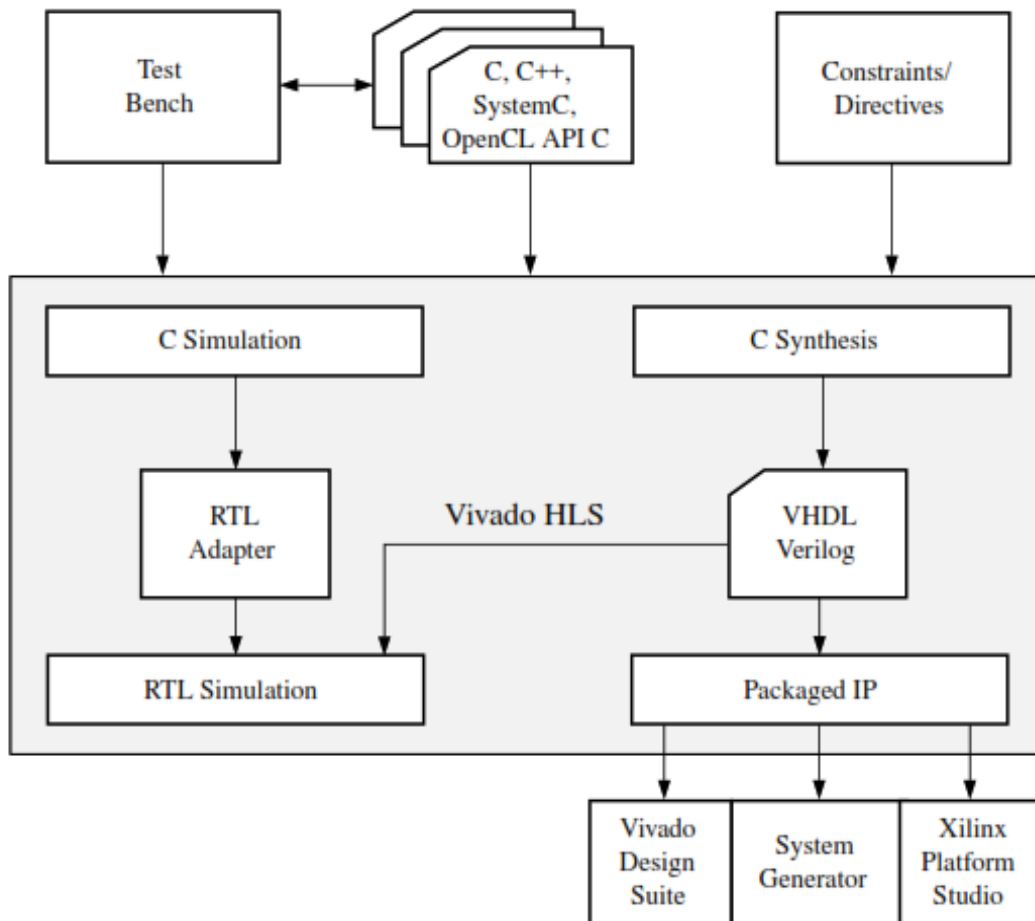 Test
Bench
C, C++,
SystemC,
OpenCL API C
Constraints/
Directives
C Simulation
C Synthesis
RTL
Adapter
Vivado HLS
VHDL
Verilog
RTL Simulation
Packaged IP
Vivado
Design
Suite
System
Generator
Xilinx
Platform
Studio